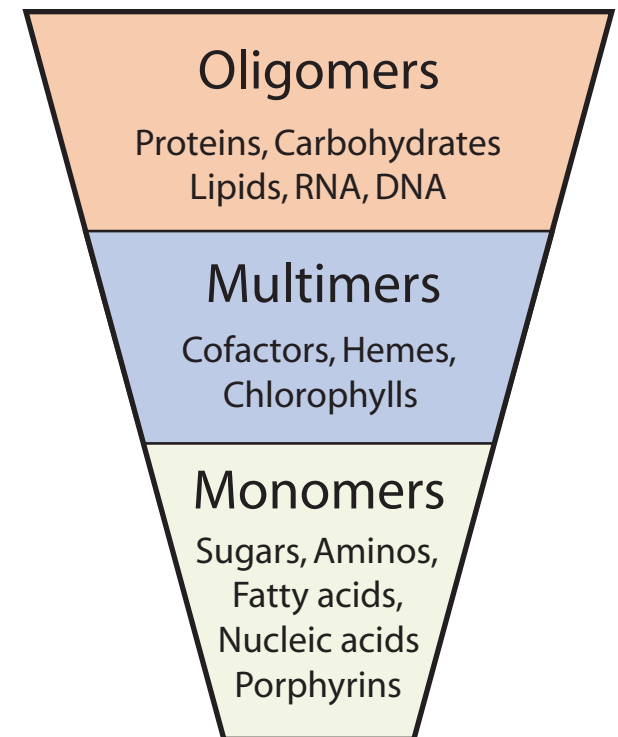 Oligomers
Proteins, Carbohydrates
Lipids, RNA, DNA
Multimers
Cofactors, Hemes,
Chlorophylls
Monomers
Sugars, Aminos,
Fatty acids,
Nucleic acids
Porphyrins